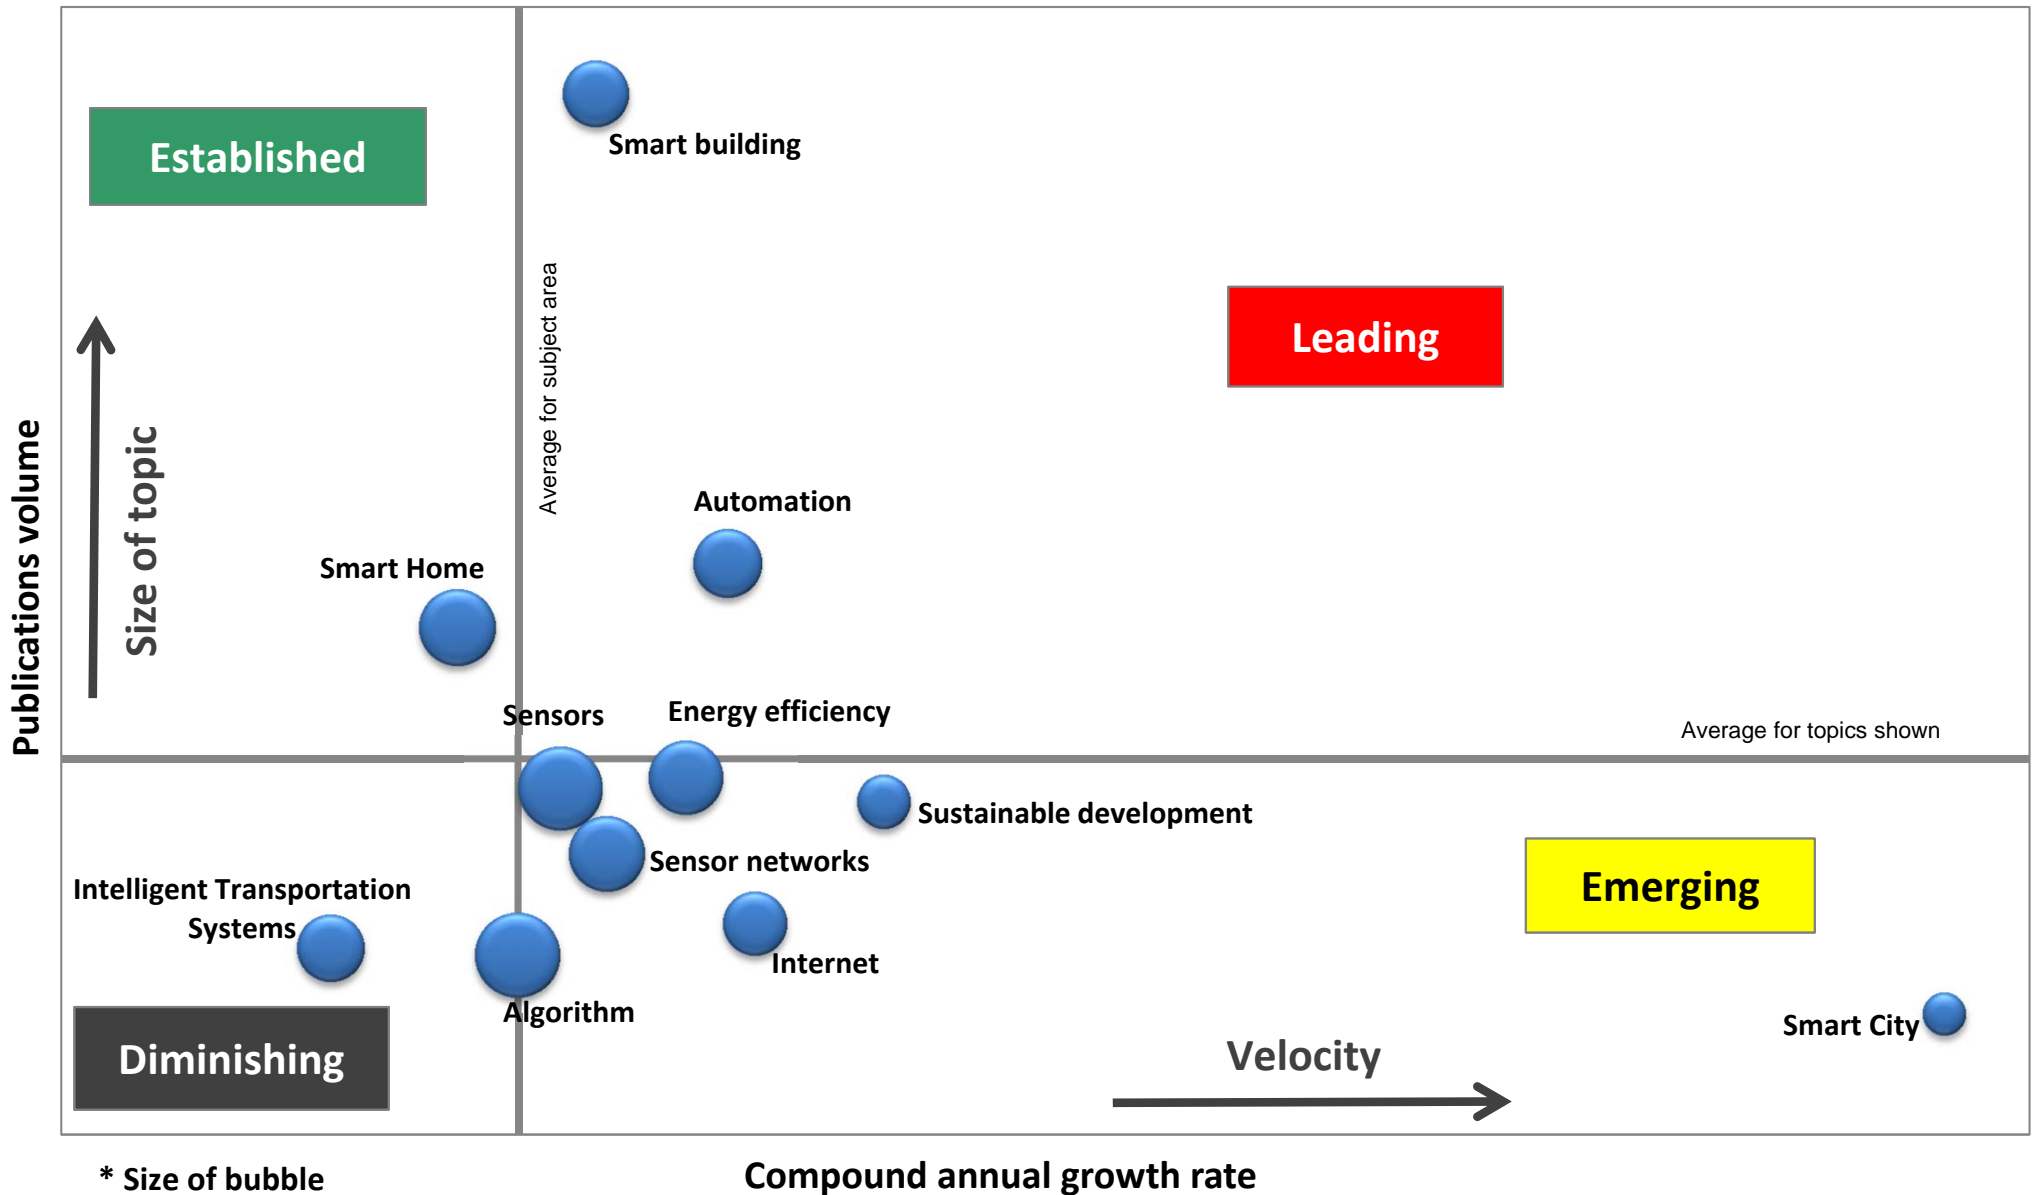 Smart building
Established
Average for subject area
Leading
Size of topic
Publications volume
Automation
Smart Home
Sensors
Energy efficiency
Average for topics shown
Sustainable development
Sensor networks
Emerging
Intelligent Transportation
Systems
Internet
Algorithm
Smart City
Diminishing
Velocity
* Size of bubble
Compound annual growth rate